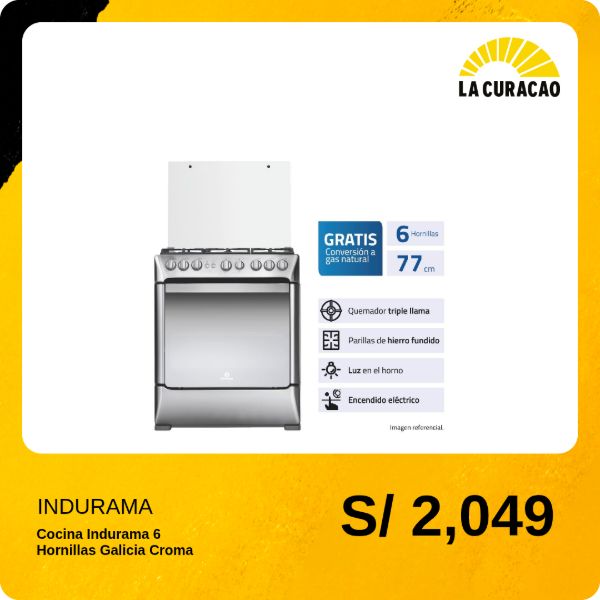 LA CURACAO
GRATIS
Conversión a
gas natural
6 Hornillas
77 cm
Quemador triple llama
Parillas de hierro fundido
Luz en el horno
Encendido eléctrico
Imagen referencial.
INDURAMA
Cocina Indurama 6
Hornillas Galicia Croma
S/ 2,049